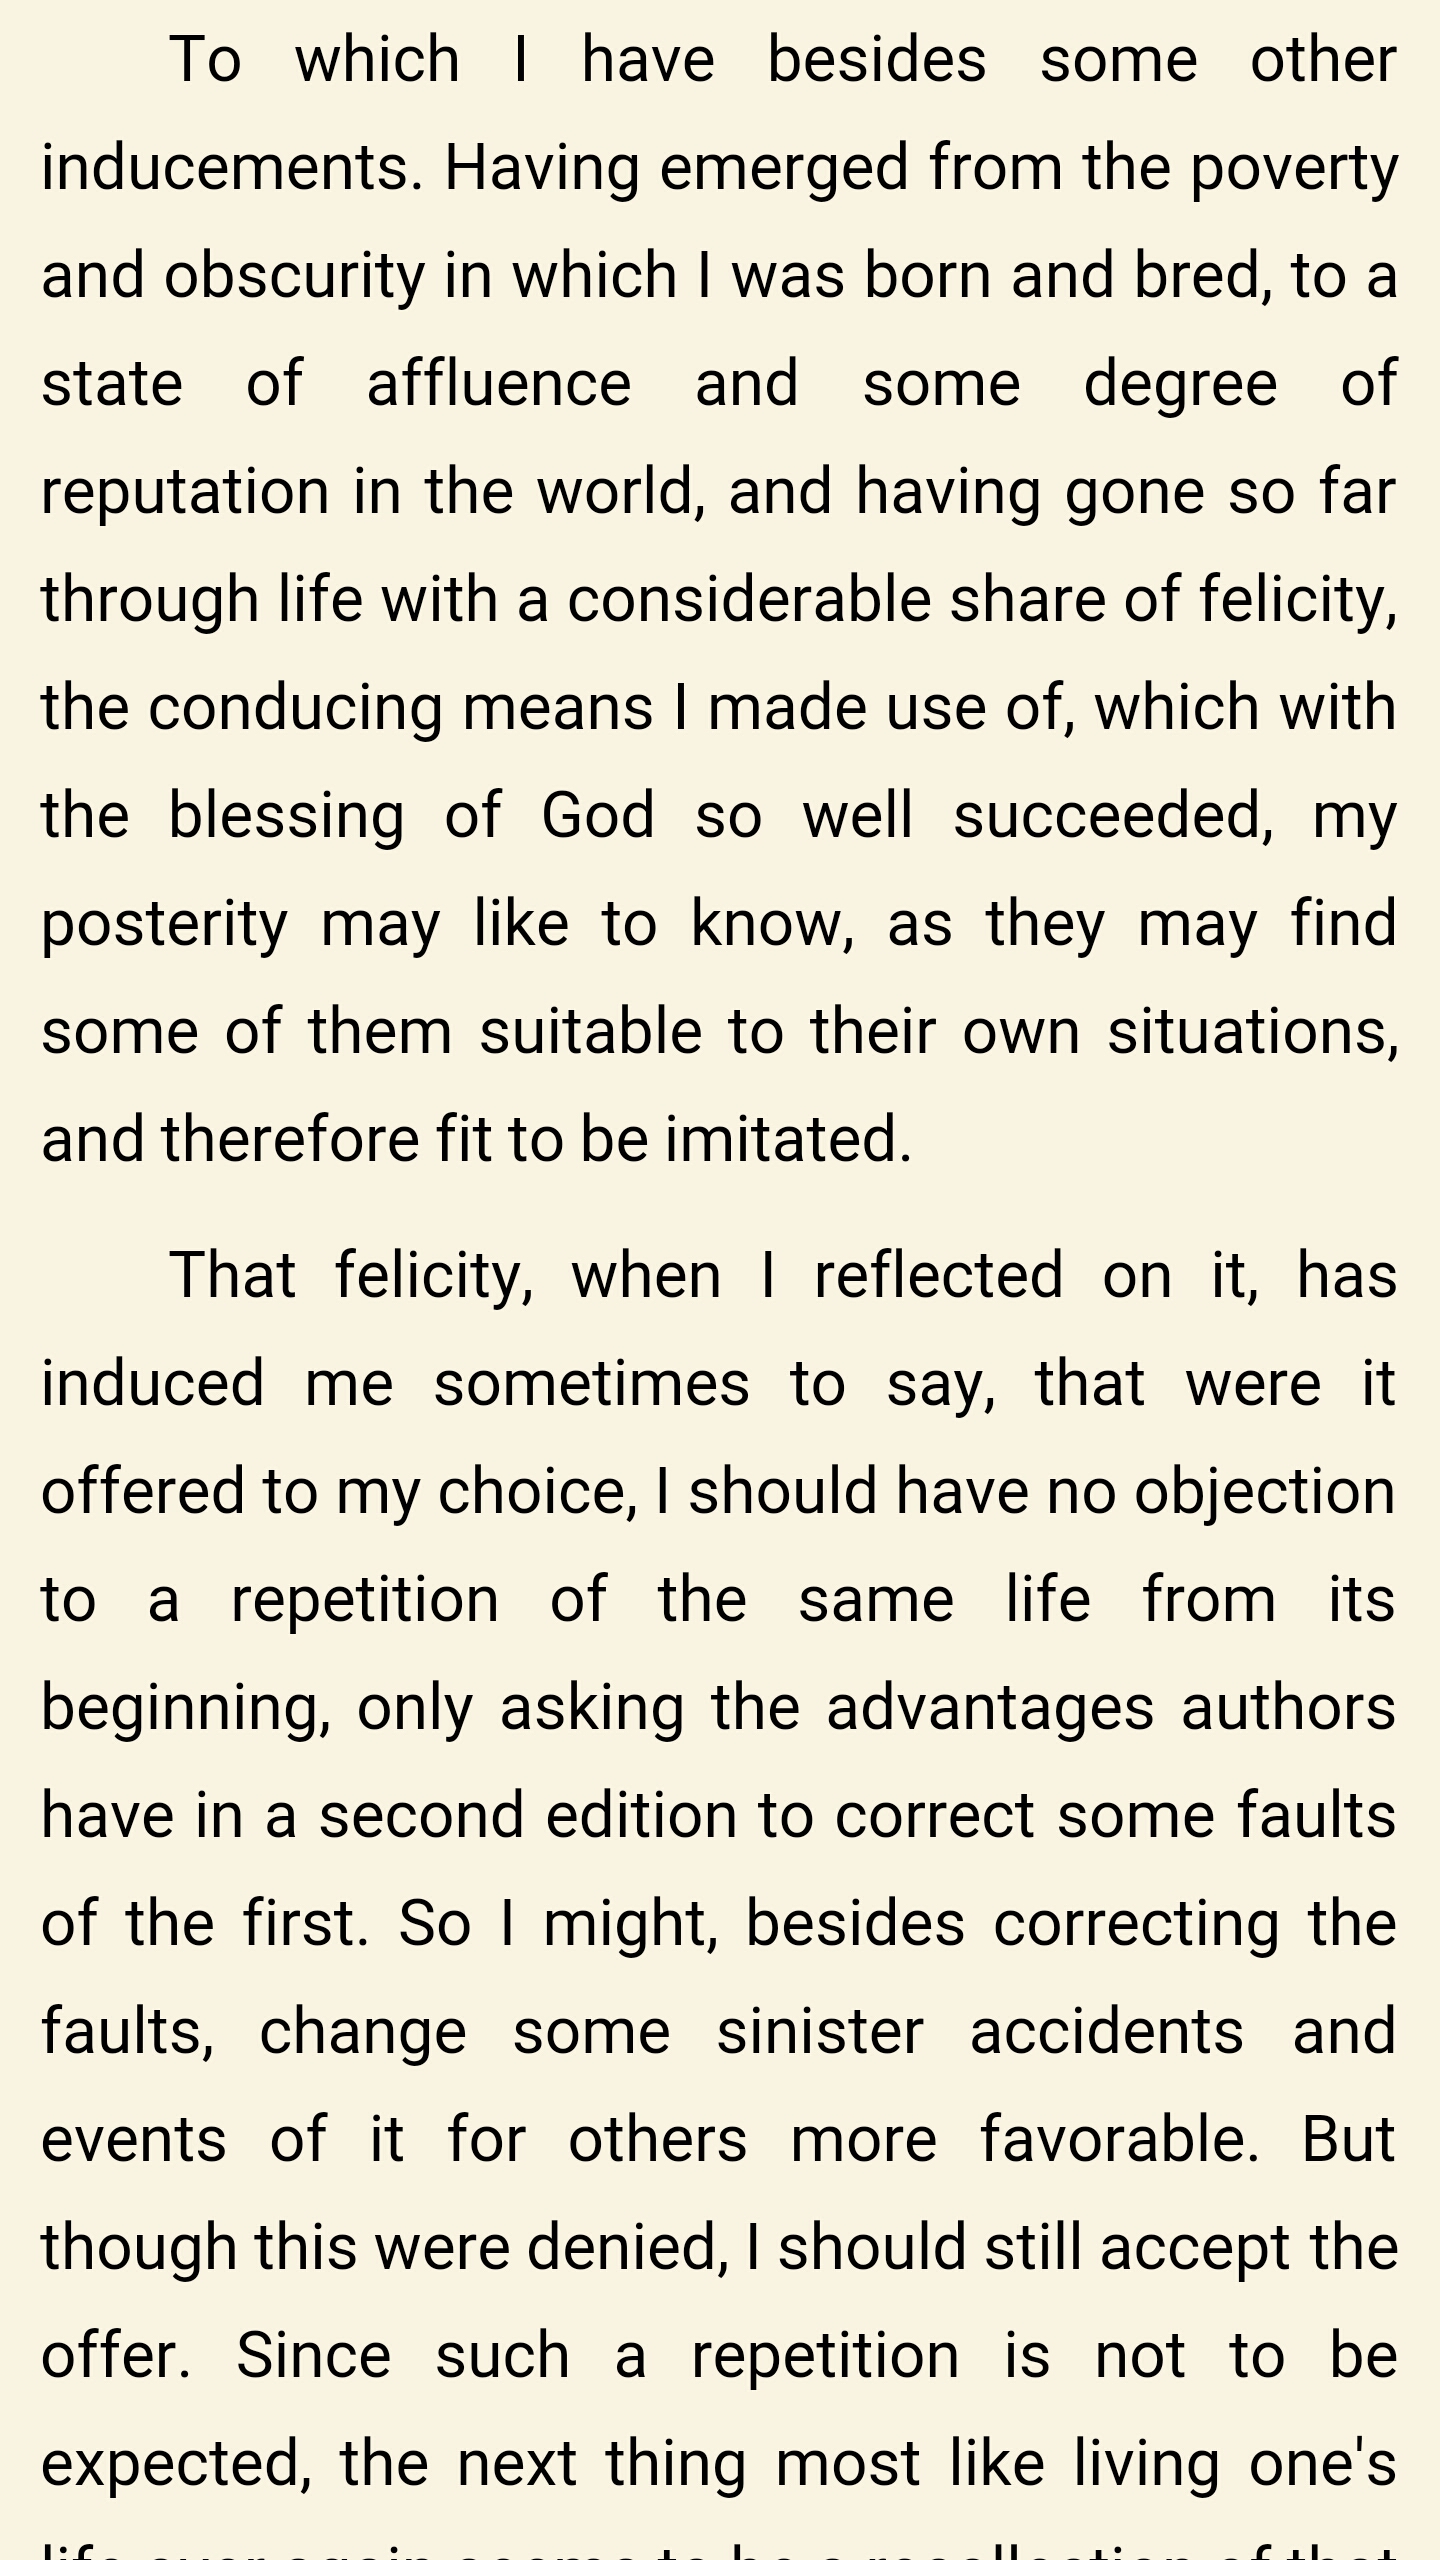 To which I have besides some other
inducements. Having emerged from the poverty
and obscurity in which I was born and bred, to a
state of affluence and some degree of
reputation in the world, and having gone so far
through life with a considerable share of felicity,
the conducing means I made use of, which with
the blessing of God so well succeeded, my
posterity may like to know, as they may find
some of them suitable to their own situations,
and therefore fit to be imitated.
That felicity, when I reflected on it, has
induced me sometimes to say, that were it
offered to my choice, I should have no objection
to a repetition of the same life from its
beginning, only asking the advantages authors
have in a second edition to correct some faults
of the first. So I might, besides correcting the
faults, change some sinister accidents and
events of it for others more favorable. But
though this were denied, I should still accept the
offer. Since such a repetition is not to be
expected, the next thing most like living one's
life over again seems to be a recollection of that